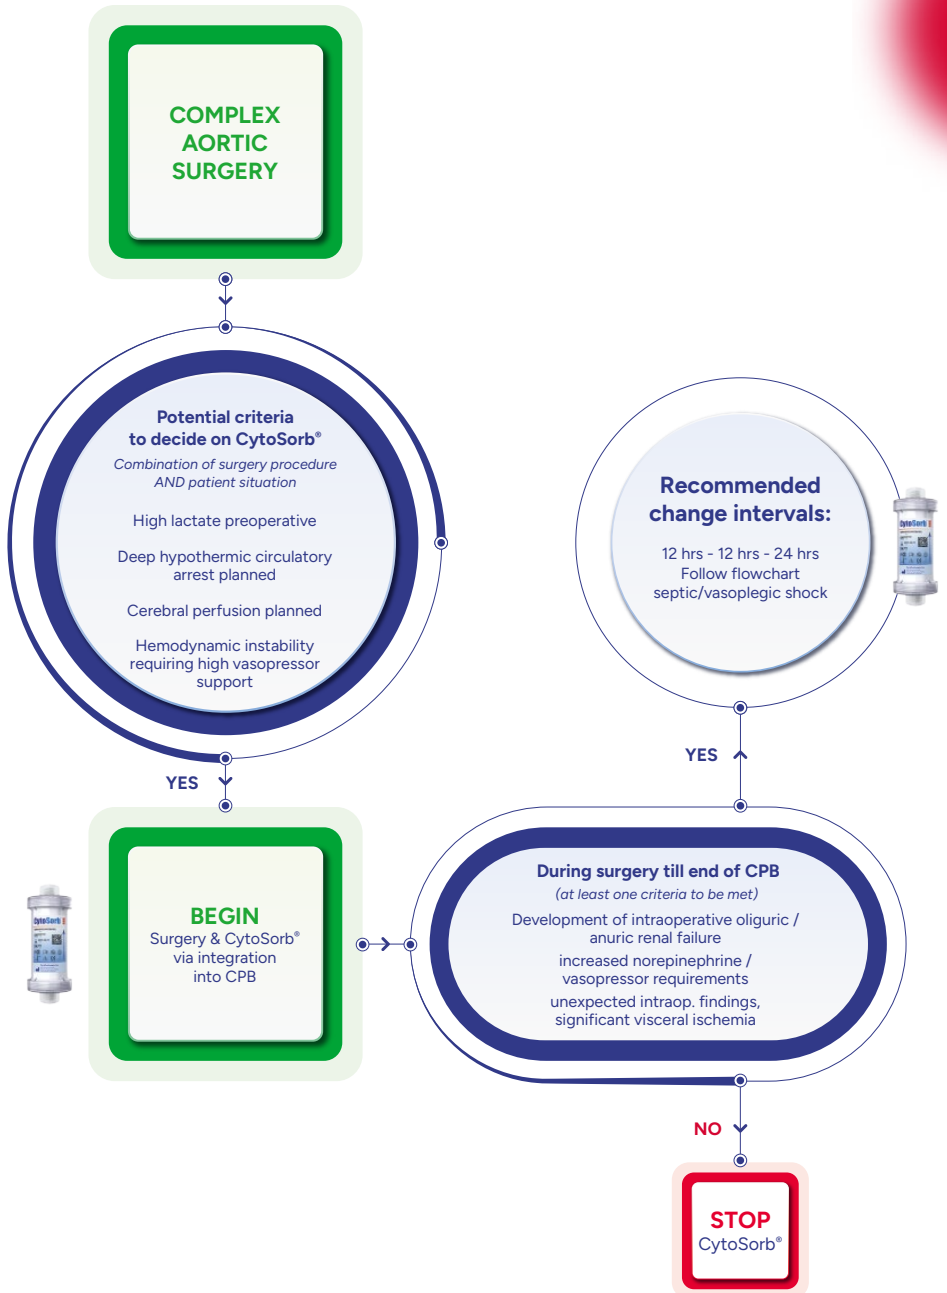 COMPLEX
AORTIC
SURGERY
Potential criteria
to decide on CytoSorb®
Combination of surgery procedure
AND patient situation
High lactate preoperative
Deep hypothermic circulatory
arrest planned
Cerebral perfusion planned
Hemodynamic instability
requiring high vasopressor
support
YES
BEGIN
Surgery & CytoSorb®
via integration
into CPB
CytoSorb
During surgery till end of CPB
(at least one criteria to be met)
Development of intraoperative oliguric /
anuric renal failure
increased norepinephrine /
vasopressor requirements
unexpected intraop. findings,
significant visceral ischemia
YES
Recommended
change intervals:
12 hrs - 12 hrs - 24 hrs
Follow flowchart
septic/vasoplegic shock
CytoSorb
NO
STOP
CytoSorb®